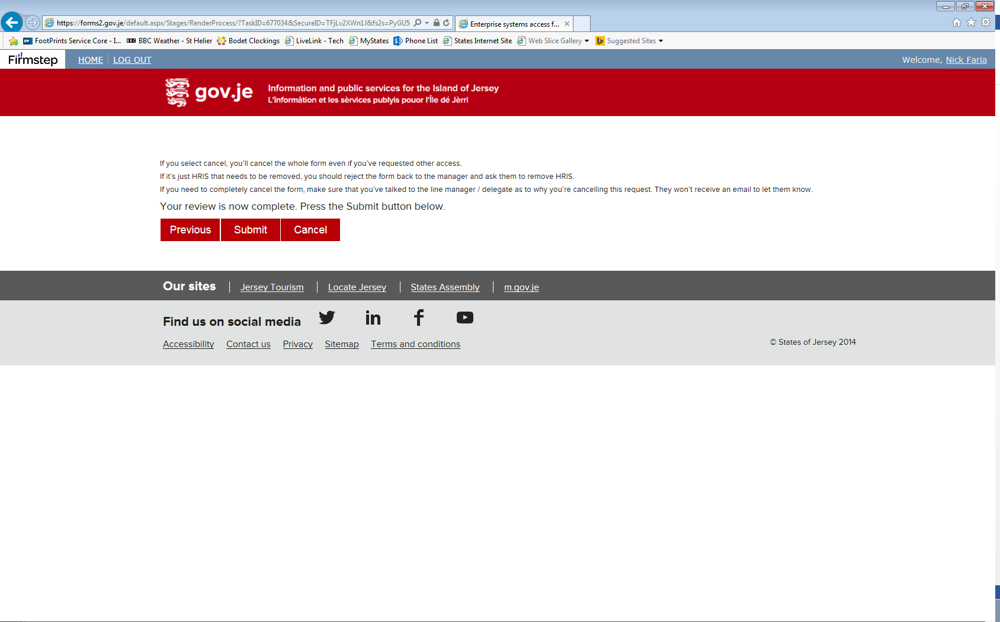 https://forms2.gov.je/default.aspx/Stages/RenderProcess/?TaskID=677034&SecureID=TFjLv2XWn1J&fs2s=PyGU5
Enterprise systems access f...
FootPrints Service Core - I...
BBC Weather - St Helier
Bodet Clockings
LiveLink - Tech
MyStates
Phone List
States Internet Site
Web Slice Gallery
Suggested Sites
Firmstep
HOME
LOG OUT
Welcome, Nick Faria
gov.je
Information and public services for the Island of Jersey
L'înformâtion et les sèrvices publyis pouor l'Île dé Jèrri
If you select cancel, you'll cancel the whole form even if you've requested other access.
If it's just HRIS that needs to be removed, you should reject the form back to the manager and ask them to remove HRIS.
If you need to completely cancel the form, make sure that you've talked to the line manager / delegate as to why you're cancelling this request. They won't receive an email to let them know.
Your review is now complete. Press the Submit button below.
Previous
Submit
Cancel
Our sites
Jersey Tourism
Locate Jersey
States Assembly
m.gov.je
Find us on social media
Accessibility
Contact us
Privacy
Sitemap
Terms and conditions
© States of Jersey 2014